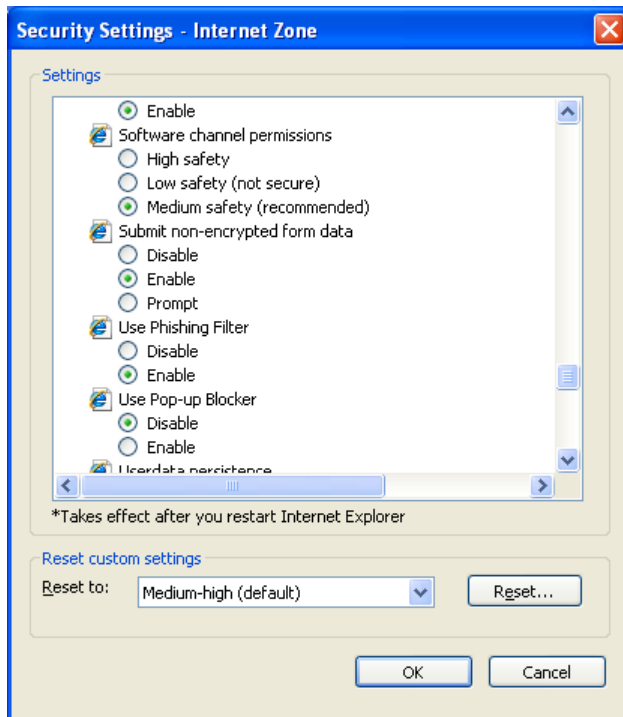 Security Settings - Internet Zone
Settings
Enable
Software channel permissions
High safety
Low safety (not secure)
Medium safety (recommended)
Submit non-encrypted form data
Disable
Enable
Prompt
Use Phishing Filter
Disable
Enable
Use Pop-up Blocker
Disable
Enable
Userdata persistence
*Takes effect after you restart Internet Explorer
Reset custom settings
Reset to: Medium-high (default) Reset...
OK Cancel